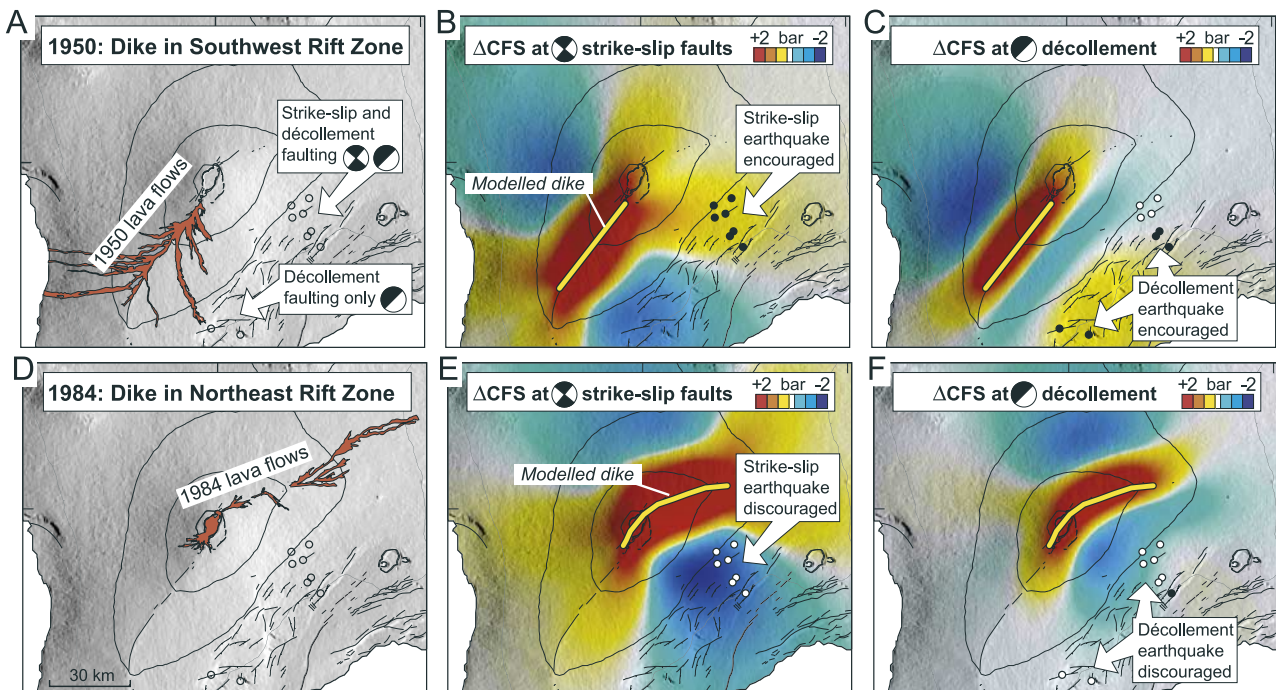 A
1950: Dike in Southwest Rift Zone
Strike-slip and
décollement
faulting
1950 lava flows
Décollement
faulting only
B
ΔCFS at strike-slip faults
+2 bar -2
Strike-slip
earthquake
encouraged
Modelled dike
C
ΔCFS at décollement
+2 bar -2
Décollement
earthquake
encouraged
D
1984: Dike in Northeast Rift Zone
1984 lava flows
30 km
E
ΔCFS at strike-slip faults
+2 bar -2
Modelled dike
Strike-slip
earthquake
discouraged
F
ΔCFS at décollement
+2 bar -2
Décollement
earthquake
discouraged